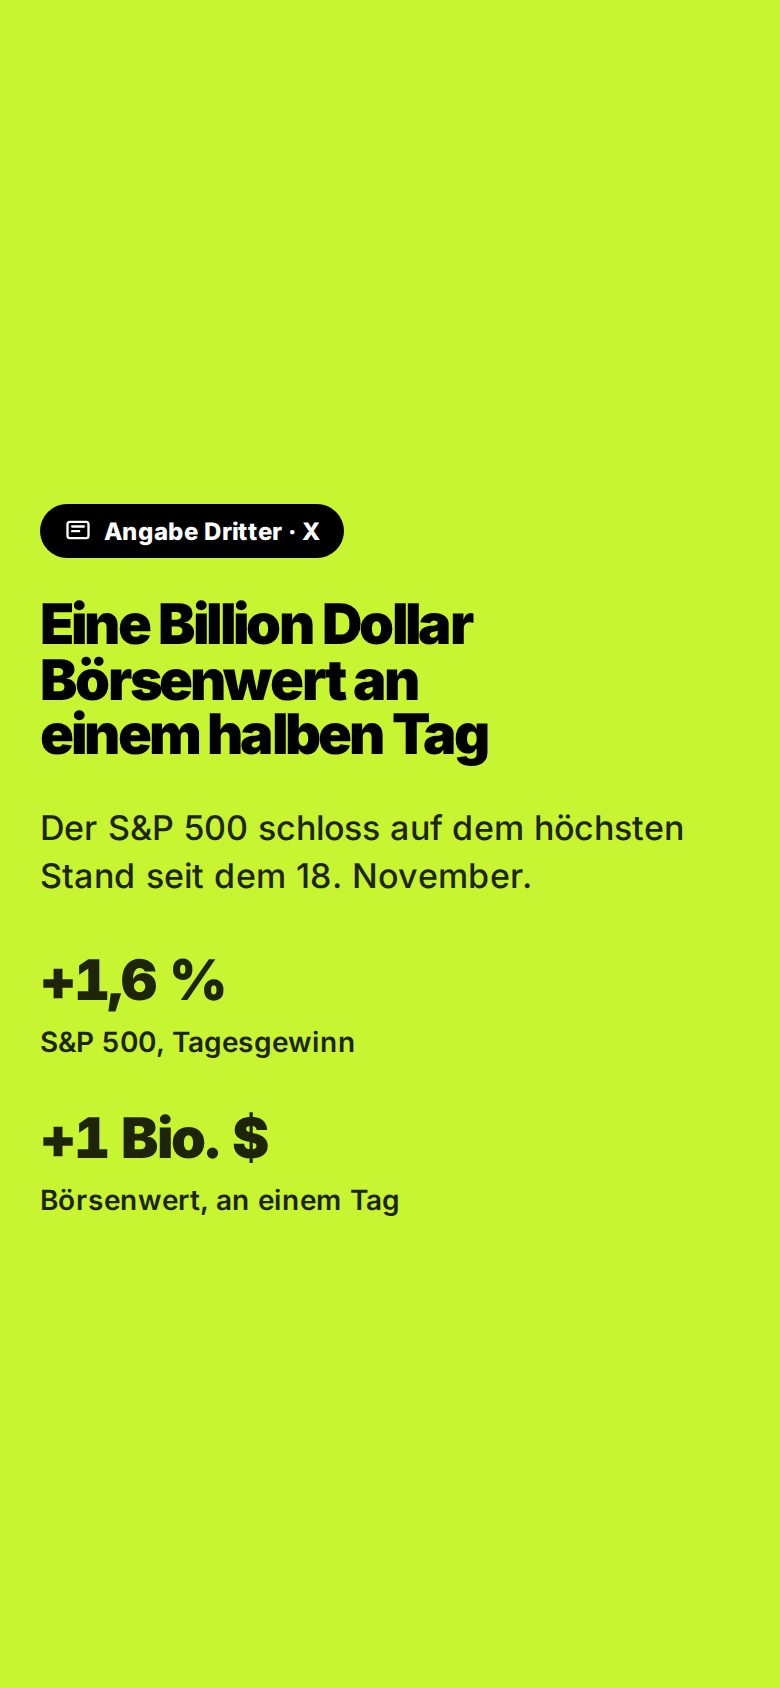 Angabe Dritter · X
Eine Billion Dollar
Börsenwert an
einem halben Tag
Der S&P 500 schloss auf dem höchsten
Stand seit dem 18. November.
+1,6 %
S&P 500, Tagesgewinn
+1 Bio. $
Börsenwert, an einem Tag